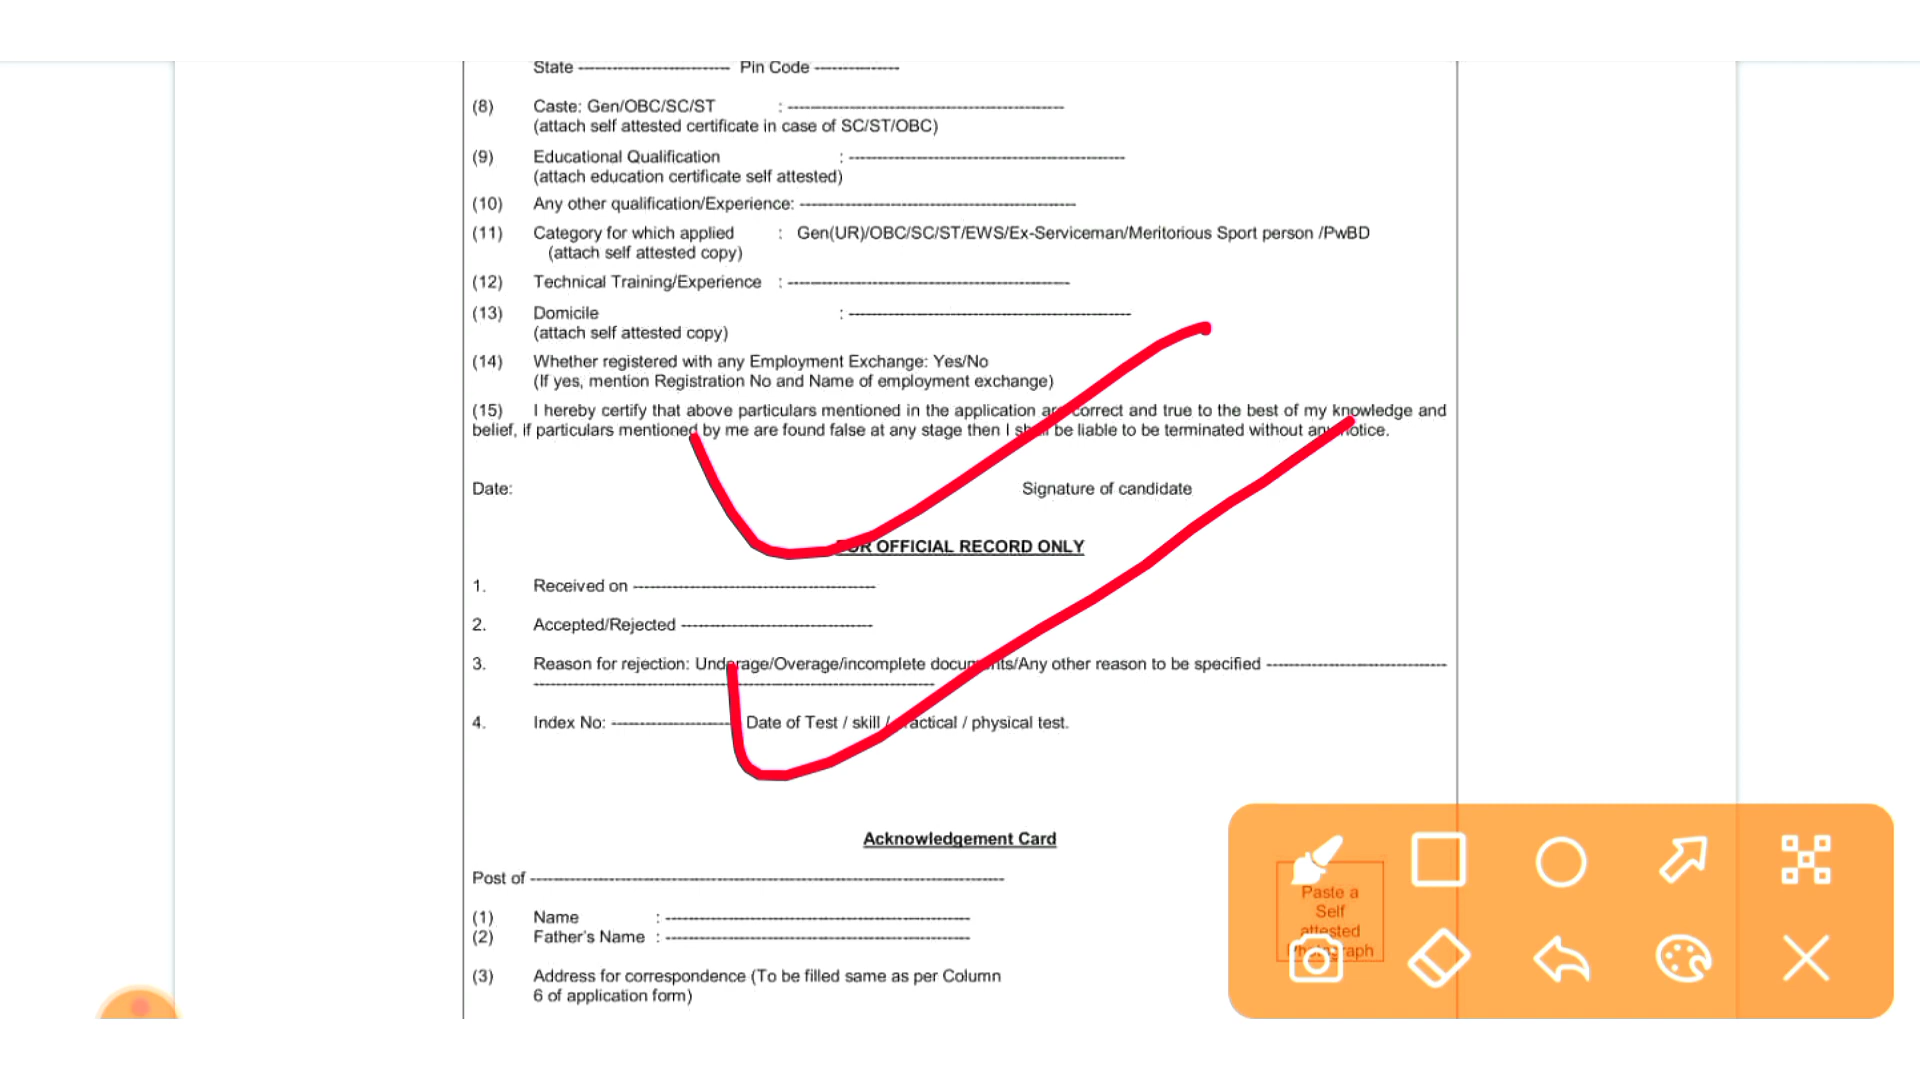 State ---------------------------- Pin Code ----------------
(8) Caste: Gen/OBC/SC/ST : --------------------------------------------------
(attach self attested certificate in case of SC/ST/OBC)
(9) Educational Qualification : --------------------------------------------------
(attach education certificate self attested)
(10) Any other qualification/Experience: --------------------------------------------------
(11) Category for which applied : Gen(UR)/OBC/SC/ST/EWS/Ex-Serviceman/Meritorious Sport person /PwBD
(attach self attested copy)
(12) Technical Training/Experience : ---------------------------------------------------
(13) Domicile : ---------------------------------------------------
(attach self attested copy)
(14) Whether registered with any Employment Exchange: Yes/No
(If yes, mention Registration No and Name of employment exchange)
(15) I hereby certify that above particulars mentioned in the application are correct and true to the best of my knowledge and
belief, if particulars mentioned by me are found false at any stage then I shall be liable to be terminated without any notice.
Date: Signature of candidate
FOR OFFICIAL RECORD ONLY
1. Received on --------------------------------------------
2. Accepted/Rejected -----------------------------------
3. Reason for rejection: Underage/Overage/incomplete documents/Any other reason to be specified ---------------------------------
-------------------------------------------------------------------------
4. Index No: ---------------------- Date of Test / skill / practical / physical test.
Acknowledgement Card
Post of ---------------------------------------------------------------------------------------
(1) Name : --------------------------------------------------------
(2) Father's Name : --------------------------------------------------------
(3) Address for correspondence (To be filled same as per Column
6 of application form)
Paste a
Self
attested
Photograph